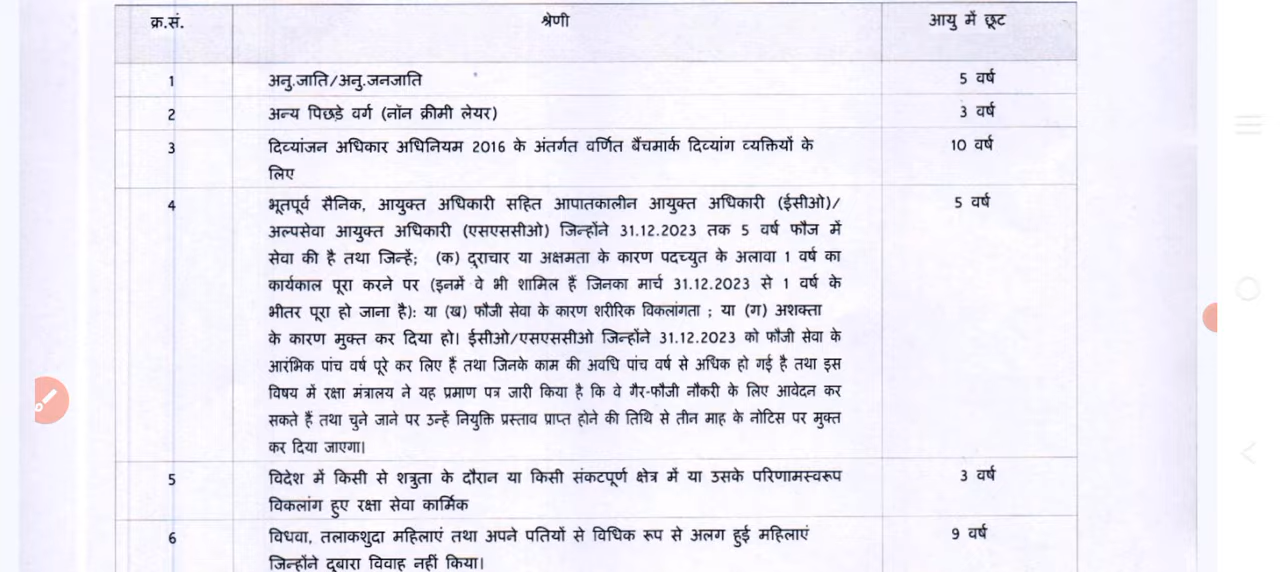 क्र.सं. श्रेणी आयु में छूट
1 अनु.जाति/अनु.जनजाति 5 वर्ष
2 अन्य पिछड़े वर्ग (नॉन क्रीमी लेयर) 3 वर्ष
3 दिव्यांजन अधिकार अधिनियम 2016 के अंतर्गत वर्णित बैंचमार्क दिव्यांग व्यक्तियों के 10 वर्ष
लिए
4 भूतपूर्व सैनिक, आयुक्त अधिकारी सहित आपातकालीन आयुक्त अधिकारी (ईसीओ)/ 5 वर्ष
अल्पसेवा आयुक्त अधिकारी (एसएससीओ) जिन्होंने 31.12.2023 तक 5 वर्ष फौज में
सेवा की है तथा जिन्हें; (क) दूराचार या अक्षमता के कारण पदच्युत के अलावा 1 वर्ष का
कार्यकाल पूरा करने पर (इनमें वे भी शामिल हैं जिनका मार्च 31.12.2023 से 1 वर्ष के
भीतर पूरा हो जाना है): या (ख) फौजी सेवा के कारण शरीरिक विकलांगता ; या (ग) अशक्ता
के कारण मुक्त कर दिया हो। ईसीओ/एसएससीओ जिन्होंने 31.12.2023 को फौजी सेवा के
आरंभिक पांच वर्ष पूरे कर लिए हैं तथा जिनके काम की अवधि पांच वर्ष से अधिक हो गई है तथा इस
विषय में रक्षा मंत्रालय ने यह प्रमाण पत्र जारी किया है कि वे गैर-फौजी नौकरी के लिए आवेदन कर
सकते हैं तथा चुने जाने पर उन्हें नियुक्ति प्रस्ताव प्राप्त होने की तिथि से तीन माह के नोटिस पर मुक्त
कर दिया जाएगा।
5 विदेश में किसी से शत्रुता के दौरान या किसी संकटपूर्ण क्षेत्र में या उसके परिणामस्वरूप 3 वर्ष
विकलांग हुए रक्षा सेवा कार्मिक
6 विधवा, तलाकशुदा महिलाएं तथा अपने पतियों से विधिक रूप से अलग हुई महिलाएं 9 वर्ष
जिन्होंने दुबारा विवाह नहीं किया।